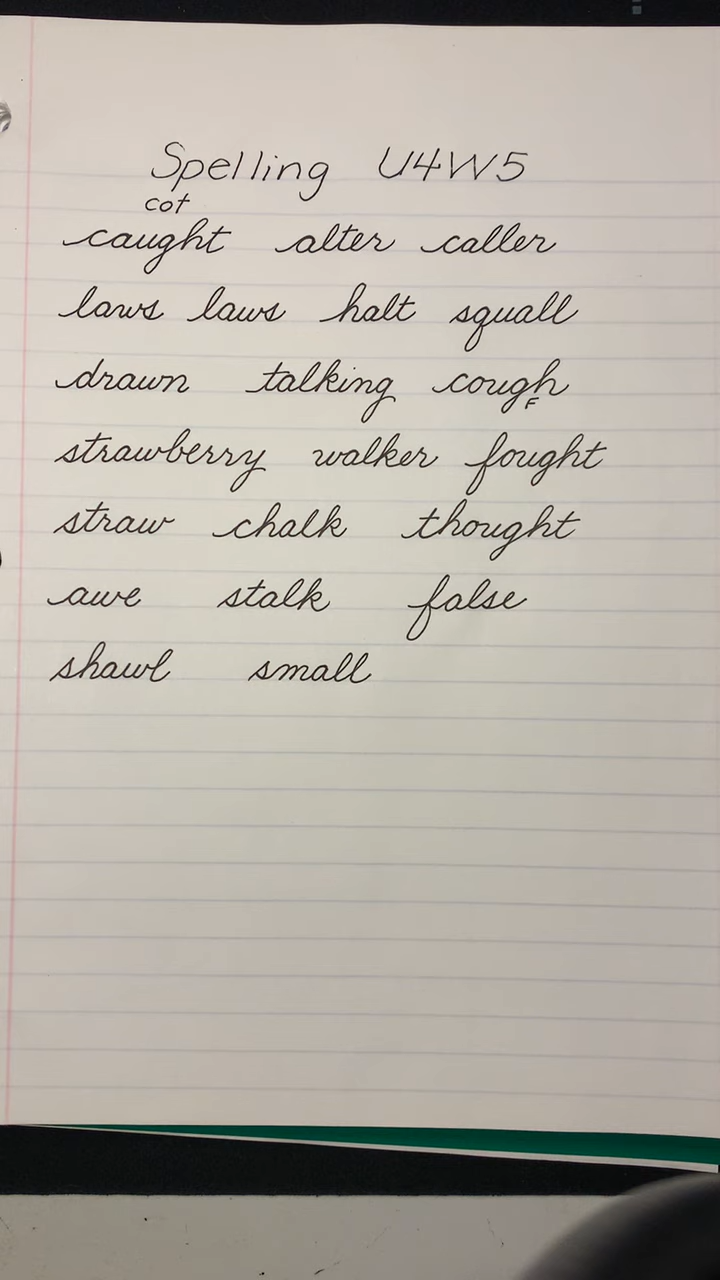 Spelling U4W5
cot
caught alter caller
laws laws halt squall
drawn talking cough
F
strawberry walker fought
straw chalk thought
awe stalk false
shawl small